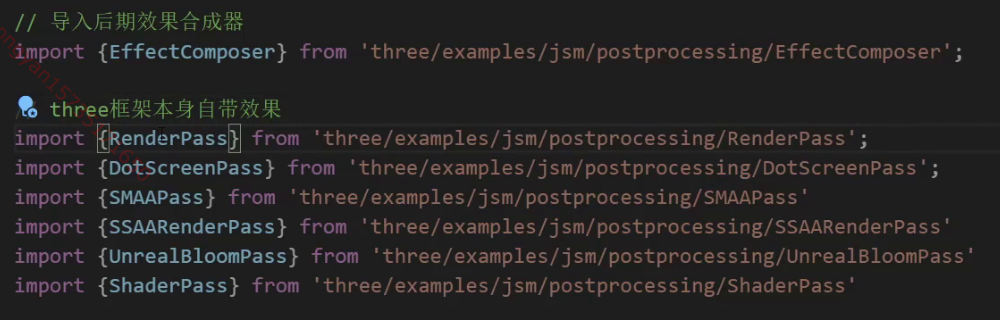 // 导入后期效果合成器
import {EffectComposer} from 'three/examples/jsm/postprocessing/EffectComposer';
three框架本身自带效果
import {RenderPass} from 'three/examples/jsm/postprocessing/RenderPass';
import {DotScreenPass} from 'three/examples/jsm/postprocessing/DotScreenPass';
import {SMAAPass} from 'three/examples/jsm/postprocessing/SMAAPass'
import {SSAARenderPass} from 'three/examples/jsm/postprocessing/SSAARenderPass'
import {UnrealBloomPass} from 'three/examples/jsm/postprocessing/UnrealBloomPass'
import {ShaderPass} from 'three/examples/jsm/postprocessing/ShaderPass'